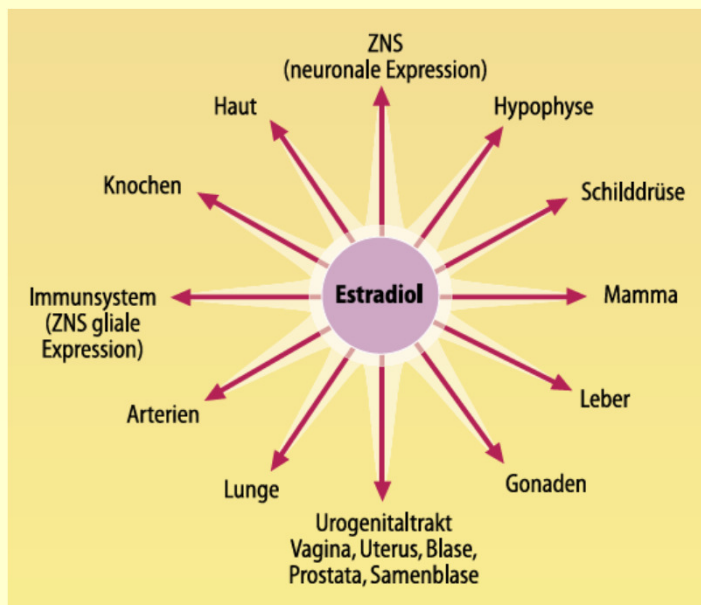 ZNS
(neuronale Expression)
Haut
Hypophyse
Knochen
Schilddrüse
Immunsystem
(ZNS gliale
Expression)
Estradiol
Mamma
Arterien
Leber
Lunge
Gonaden
Urogenitaltrakt
Vagina, Uterus, Blase,
Prostata, Samenblase